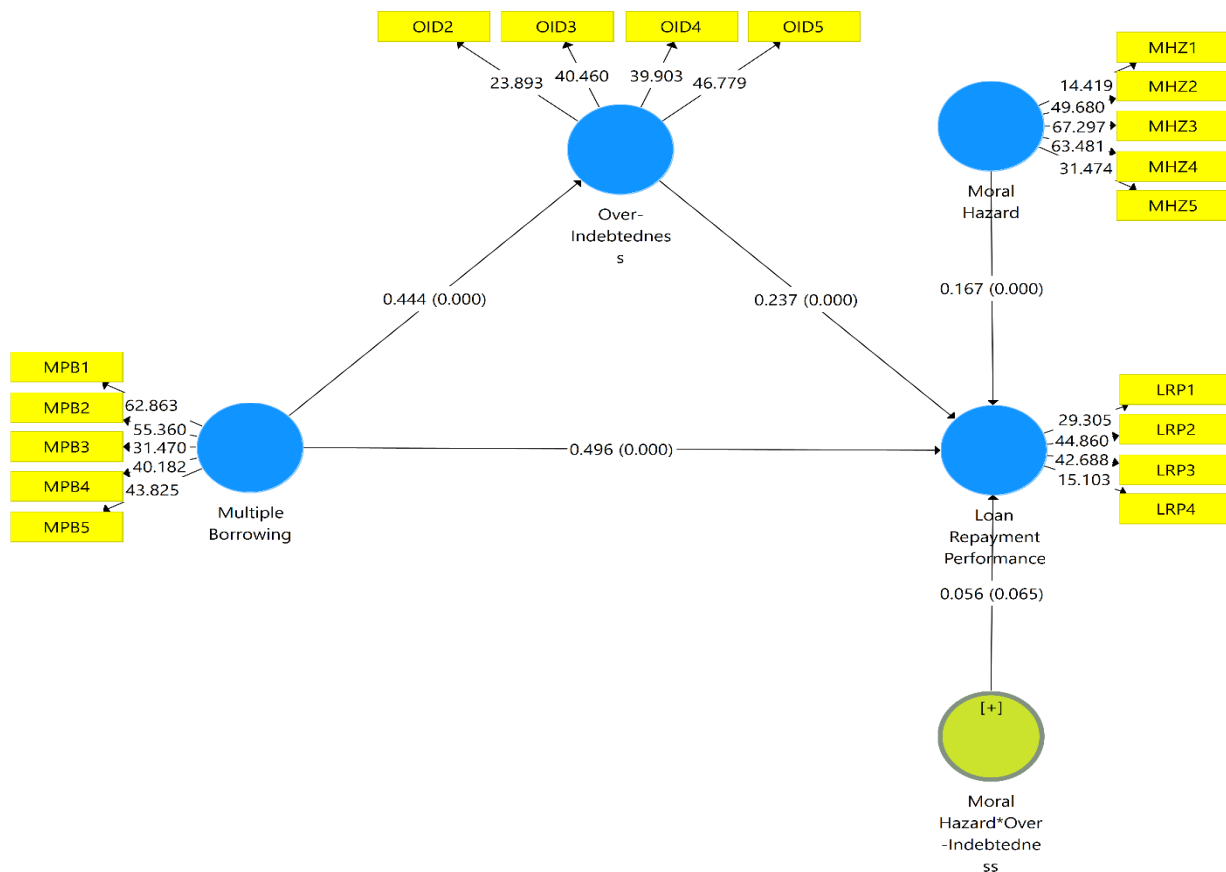 OID2
OID3
OID4
OID5
23.893
40.460
39.903
46.779
Over-
Indebtednes
s
MHZ1
MHZ2
MHZ3
MHZ4
MHZ5
14.419
49.680
67.297
63.481
31.474
Moral
Hazard
0.444 (0.000)
0.237 (0.000)
0.167 (0.000)
MPB1
MPB2
MPB3
MPB4
MPB5
62.863
55.360
31.470
40.182
43.825
Multiple
Borrowing
0.496 (0.000)
LRP1
LRP2
LRP3
LRP4
29.305
44.860
42.688
15.103
Loan
Repayment
Performance
0.056 (0.065)
[+]
Moral
Hazard*Over
-Indebtedne
ss